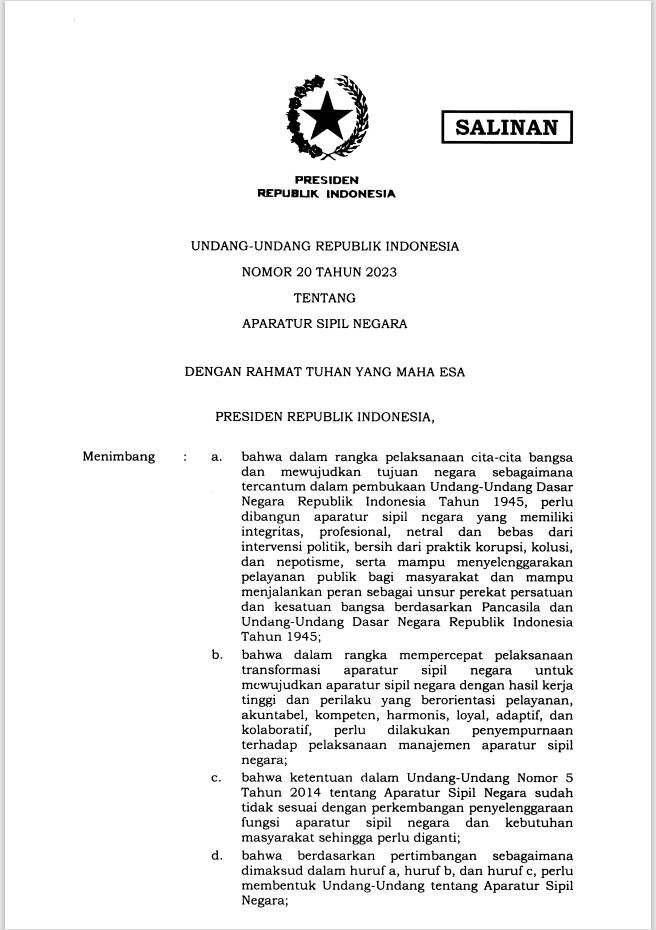 SALINAN
PRESIDEN
REPUBLIK INDONESIA
UNDANG-UNDANG REPUBLIK INDONESIA
NOMOR 20 TAHUN 2023
TENTANG
APARATUR SIPIL NEGARA
DENGAN RAHMAT TUHAN YANG MAHA ESA
PRESIDEN REPUBLIK INDONESIA,
Menimbang : a. bahwa dalam rangka pelaksanaan cita-cita bangsa
dan mewujudkan tujuan negara sebagaimana
tercantum dalam pembukaan Undang-Undang Dasar
Negara Republik Indonesia Tahun 1945, perlu
dibangun aparatur sipil negara yang memiliki
integritas, profesional, netral dan bebas dari
intervensi politik, bersih dari praktik korupsi, kolusi,
dan nepotisme, serta mampu menyelenggarakan
pelayanan publik bagi masyarakat dan mampu
menjalankan peran sebagai unsur perekat persatuan
dan kesatuan bangsa berdasarkan Pancasila dan
Undang-Undang Dasar Negara Republik Indonesia
Tahun 1945;
b. bahwa dalam rangka mempercepat pelaksanaan
transformasi aparatur sipil negara untuk
mewujudkan aparatur sipil negara dengan hasil kerja
tinggi dan perilaku yang berorientasi pelayanan,
akuntabel, kompeten, harmonis, loyal, adaptif, dan
kolaboratif, perlu dilakukan penyempurnaan
terhadap pelaksanaan manajemen aparatur sipil
negara;
c. bahwa ketentuan dalam Undang-Undang Nomor 5
Tahun 2014 tentang Aparatur Sipil Negara sudah
tidak sesuai dengan perkembangan penyelenggaraan
fungsi aparatur sipil negara dan kebutuhan
masyarakat sehingga perlu diganti;
d. bahwa berdasarkan pertimbangan sebagaimana
dimaksud dalam huruf a, huruf b, dan huruf c, perlu
membentuk Undang-Undang tentang Aparatur Sipil
Negara;